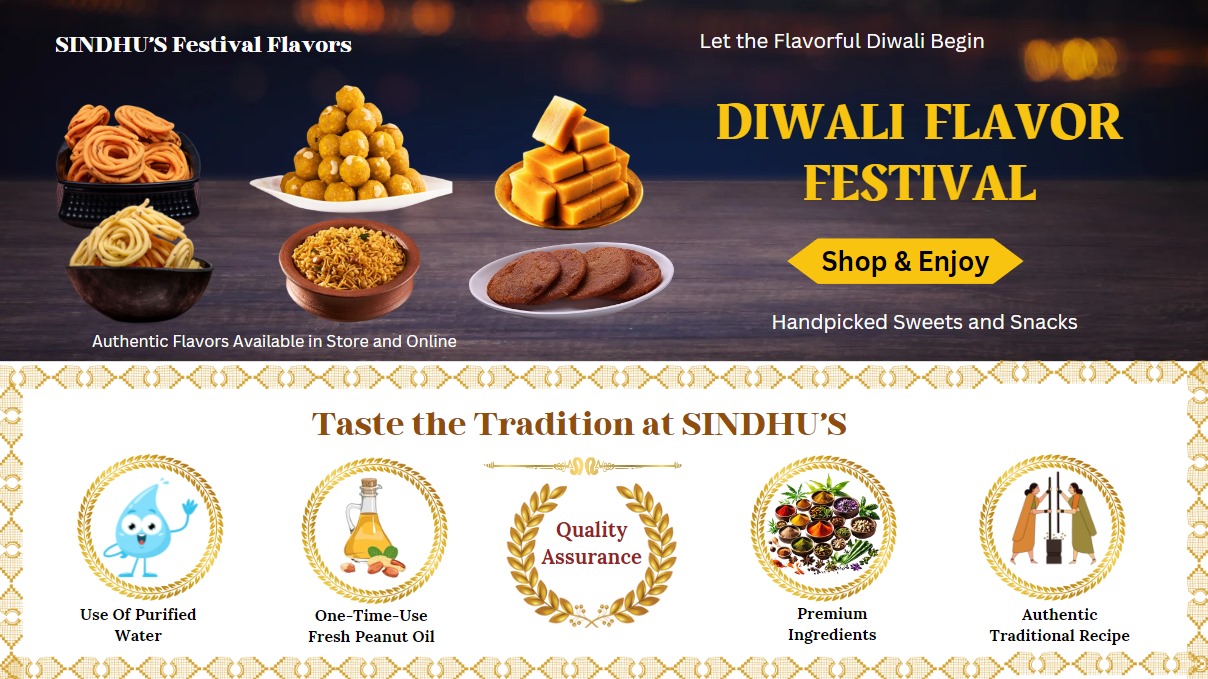 SINDHU'S Festival Flavors
Let the Flavorful Diwali Begin
DIWALI FLAVOR
FESTIVAL
Shop & Enjoy
Handpicked Sweets and Snacks
Authentic Flavors Available in Store and Online
Taste the Tradition at SINDHU'S
Quality
Assurance
Use Of Purified
Water
One-Time-Use
Fresh Peanut Oil
Premium
Ingredients
Authentic
Traditional Recipe